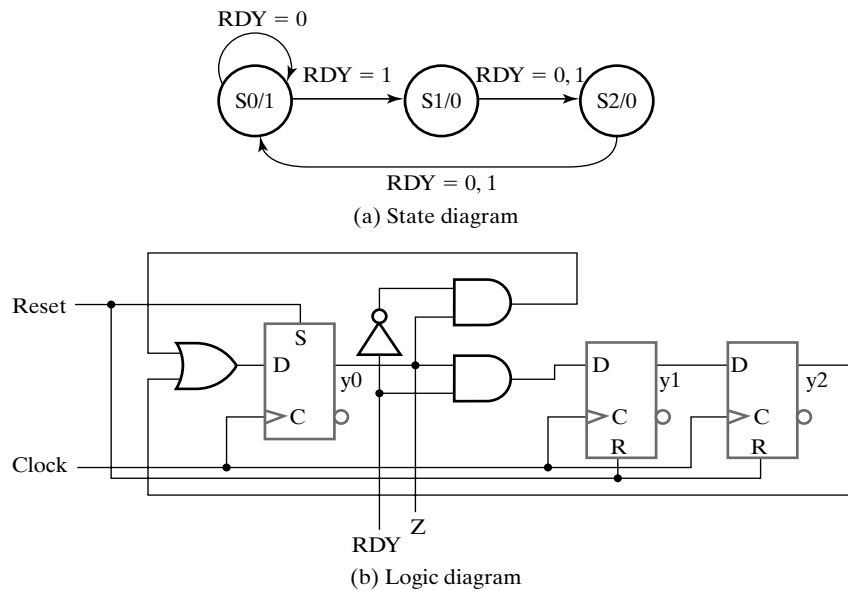 RDY = 0
RDY = 1
RDY = 0, 1
S0/1
S1/0
S2/0
RDY = 0, 1
(a) State diagram
Reset
S
D
y0
C
D
y1
C
R
D
y2
C
R
Clock
Z
RDY
(b) Logic diagram